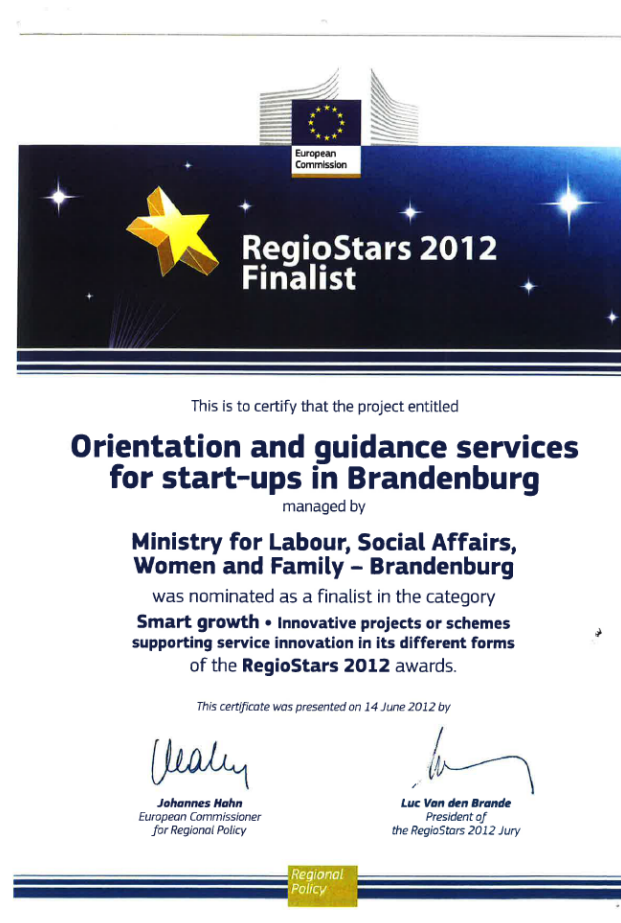 European
Commission
RegioStars 2012
Finalist
This is to certify that the project entitled
Orientation and guidance services
for start-ups in Brandenburg
managed by
Ministry for Labour, Social Affairs,
Women and Family – Brandenburg
was nominated as a finalist in the category
Smart growth • Innovative projects or schemes
supporting service innovation in its different forms
of the RegioStars 2012 awards.
This certificate was presented on 14 June 2012 by
Johannes Hahn
European Commissioner
for Regional Policy
Luc Van den Brande
President of
the RegioStars 2012 Jury
Regional
Policy